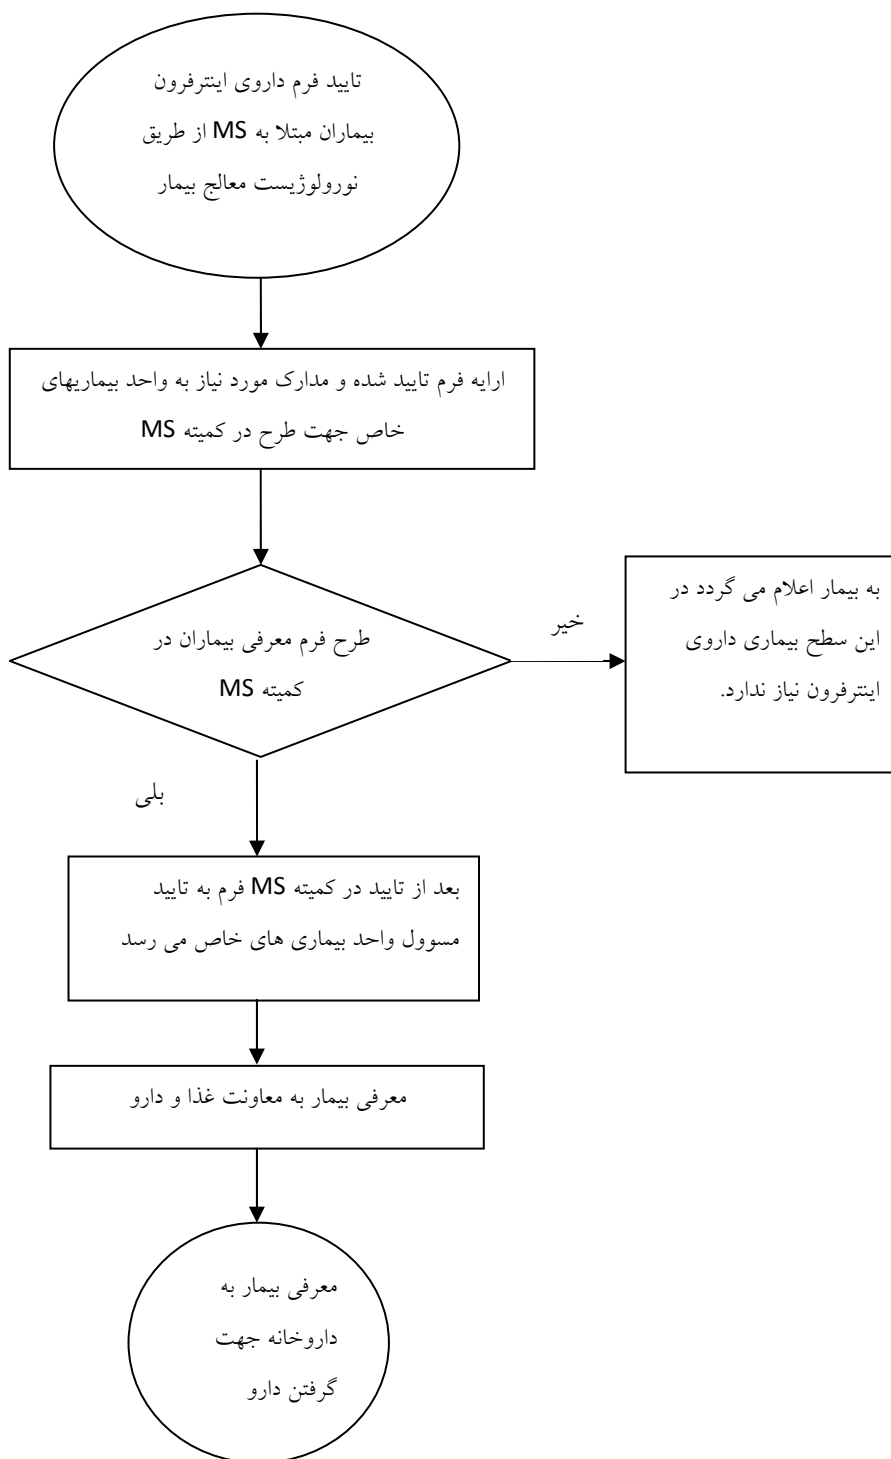 تایید فرم داروی اینترفرون
بیماران مبتلا به MS از طریق
نورولوژیست معالج بیمار
ارایه فرم تایید شده و مدارک مورد نیاز به واحد بیماریهای
خاص جهت طرح در کمیته MS
طرح فرم معرفی بیماران در
کمیته MS
خیر
به بیمار اعلام می گردد در
این سطح بیماری داروی
اینترفرون نیاز ندارد.
بلی
بعد از تایید در کمیته MS فرم به تایید
مسوول واحد بیماری های خاص می رسد
معرفی بیمار به معاونت غذا و دارو
معرفی بیمار به
داروخانه جهت
گرفتن دارو